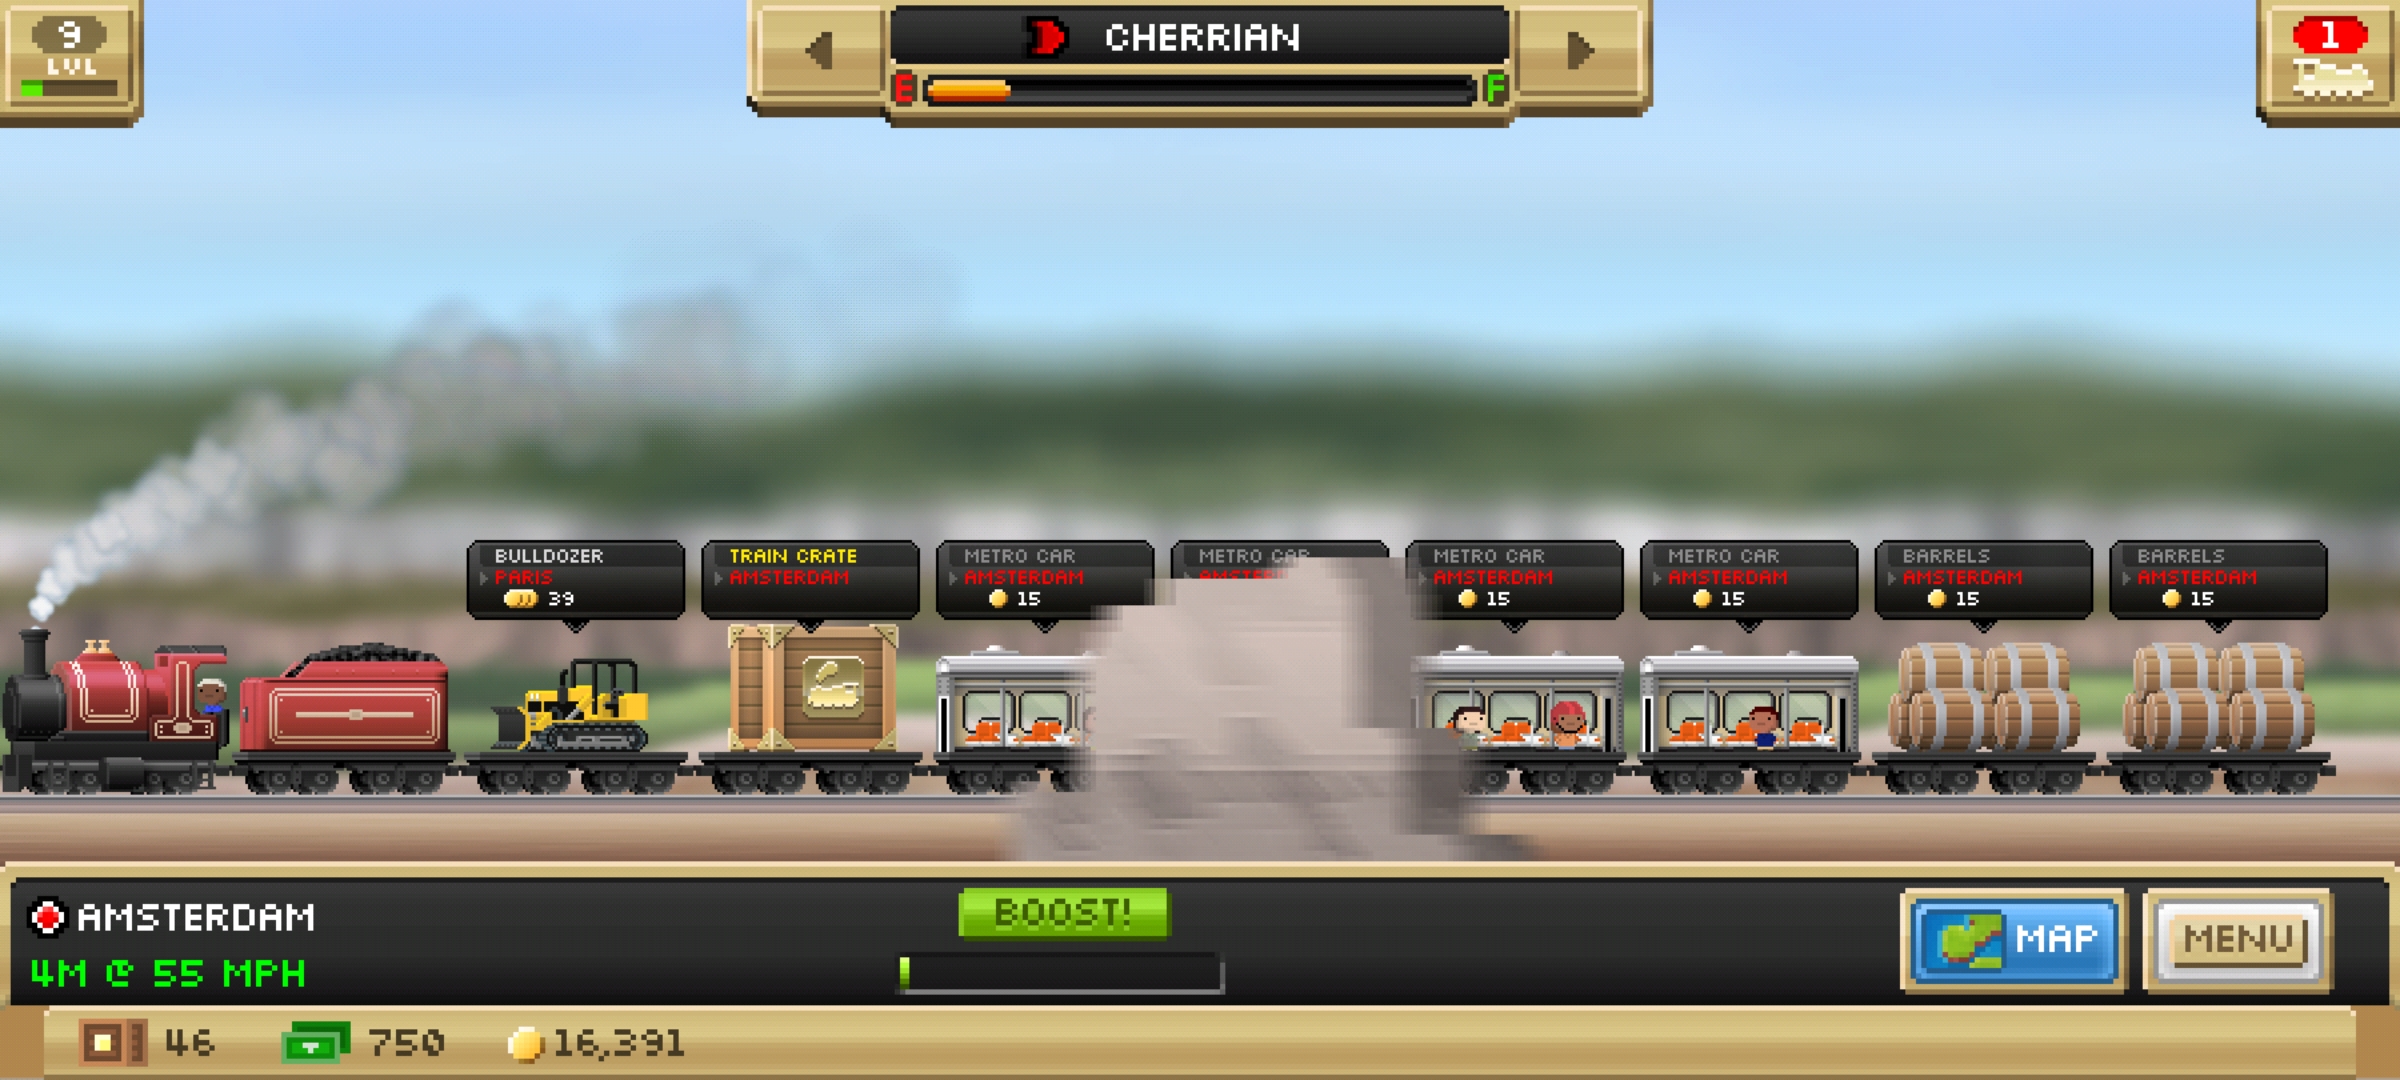 9
LVL
CHERRIAN
E F
1
BULLDOZER
PARIS
39
TRAIN CRATE
AMSTERDAM
METRO CAR
AMSTERDAM
15
METRO CAR
METRO CAR
AMSTERDAM
15
METRO CAR
AMSTERDAM
15
BARRELS
AMSTERDAM
15
BARRELS
AMSTERDAM
15
AMSTERDAM
4M @ 55 MPH
BOOST!
MAP
MENU
46
750
16,391